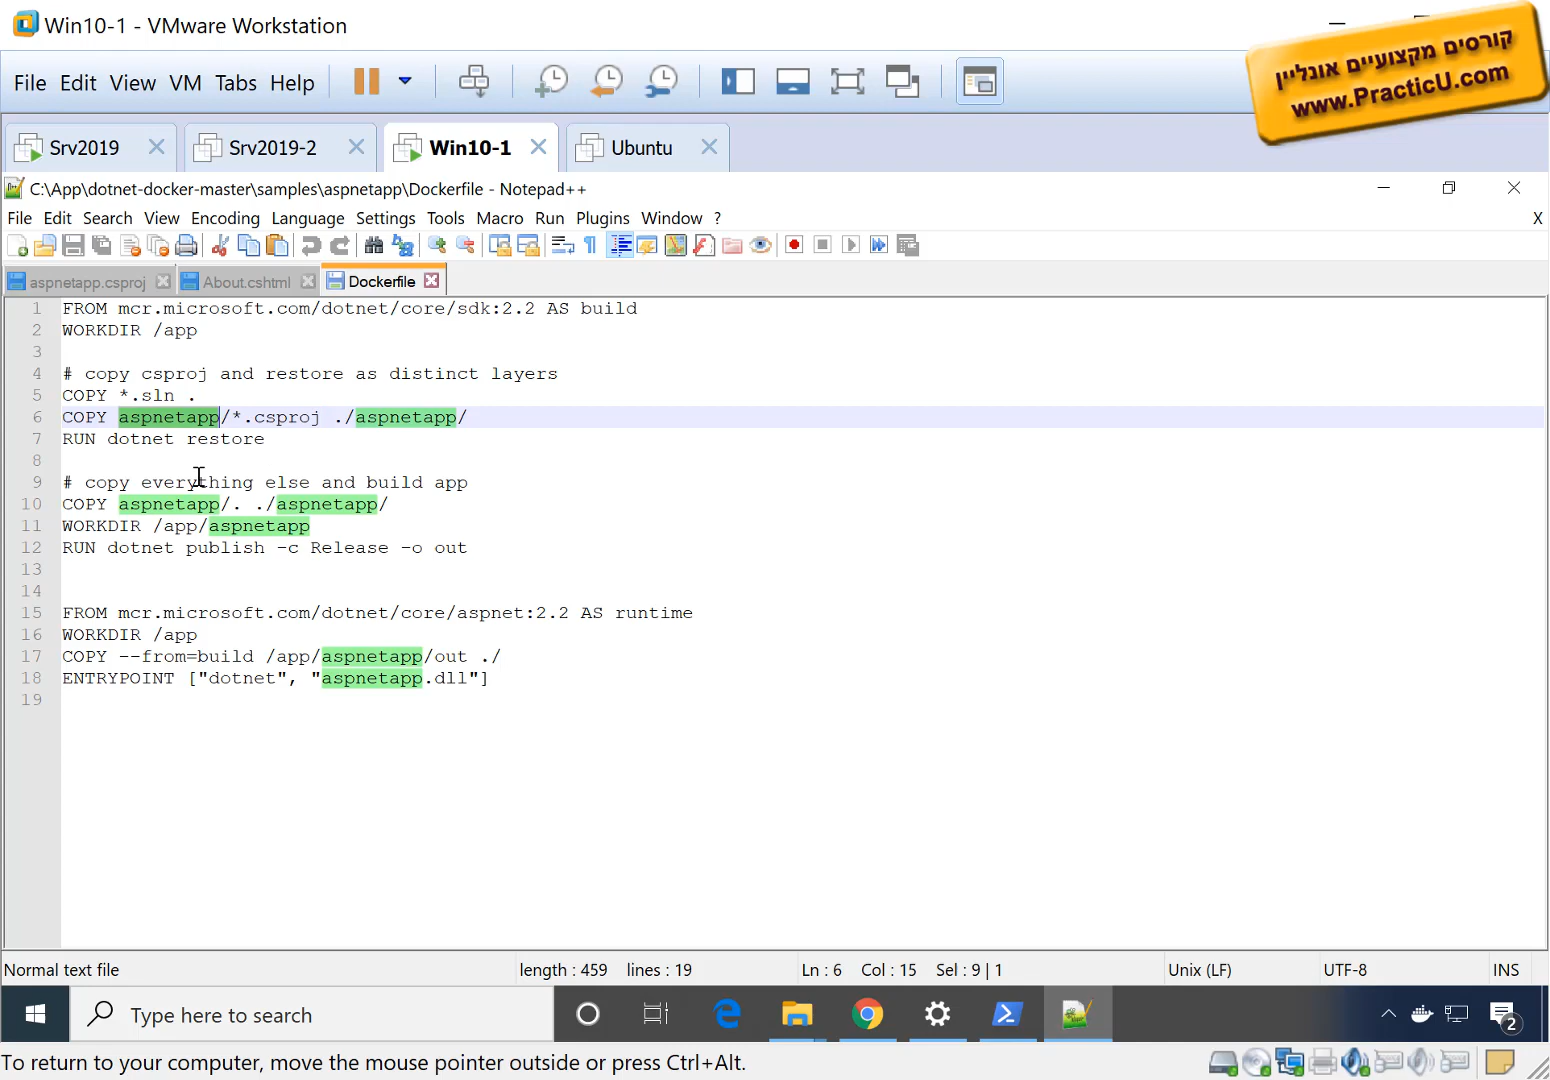 Win10-1 - VMware Workstation
קורסים מקצועיים אונליין
www.PracticU.com
File Edit View VM Tabs Help
Srv2019 Srv2019-2 Win10-1 Ubuntu
C:\App\dotnet-docker-master\samples\aspnetapp\Dockerfile - Notepad++
File Edit Search View Encoding Language Settings Tools Macro Run Plugins Window ? X
aspnetapp.csproj About.cshtml Dockerfile
1 FROM mcr.microsoft.com/dotnet/core/sdk:2.2 AS build
2 WORKDIR /app
3
4 # copy csproj and restore as distinct layers
5 COPY *.sln .
6 COPY aspnetapp/*.csproj ./aspnetapp/
7 RUN dotnet restore
8
9 # copy everything else and build app
10 COPY aspnetapp/. ./aspnetapp/
11 WORKDIR /app/aspnetapp
12 RUN dotnet publish -c Release -o out
13
14
15 FROM mcr.microsoft.com/dotnet/core/aspnet:2.2 AS runtime
16 WORKDIR /app
17 COPY --from=build /app/aspnetapp/out ./
18 ENTRYPOINT ["dotnet", "aspnetapp.dll"]
19
Normal text file length : 459 lines : 19 Ln : 6 Col : 15 Sel : 9 | 1 Unix (LF) UTF-8 INS
Type here to search 2
To return to your computer, move the mouse pointer outside or press Ctrl+Alt.